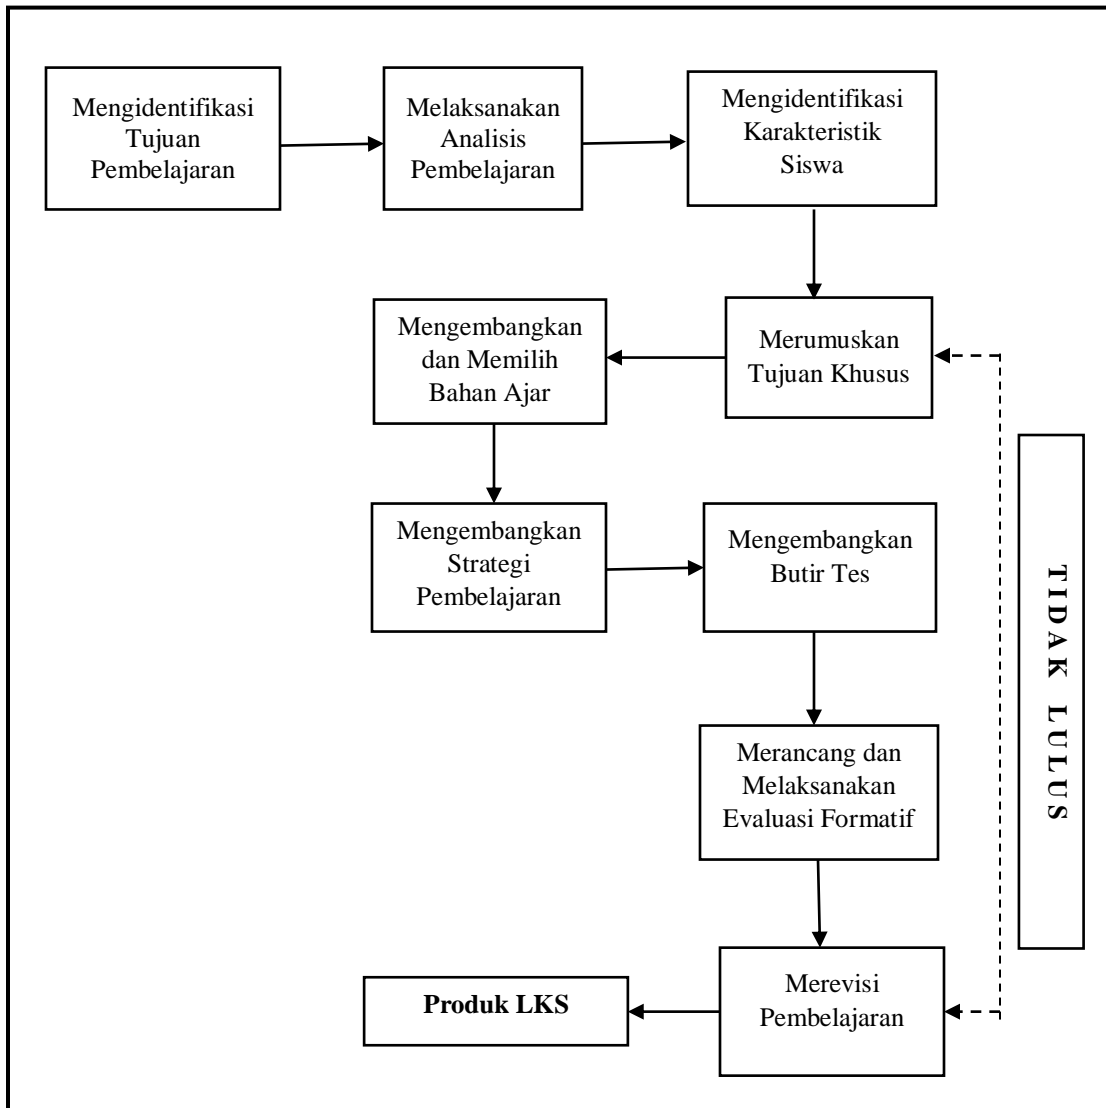 Mengidentifikasi
Tujuan
Pembelajaran
Melaksanakan
Analisis
Pembelajaran
Mengidentifikasi
Karakteristik
Siswa
Merumuskan
Tujuan Khusus
Mengembangkan
dan Memilih
Bahan Ajar
Mengembangkan
Strategi
Pembelajaran
Mengembangkan
Butir Tes
Merancang dan
Melaksanakan
Evaluasi Formatif
Merevisi
Pembelajaran
Produk LKS
TIDAK LULUS